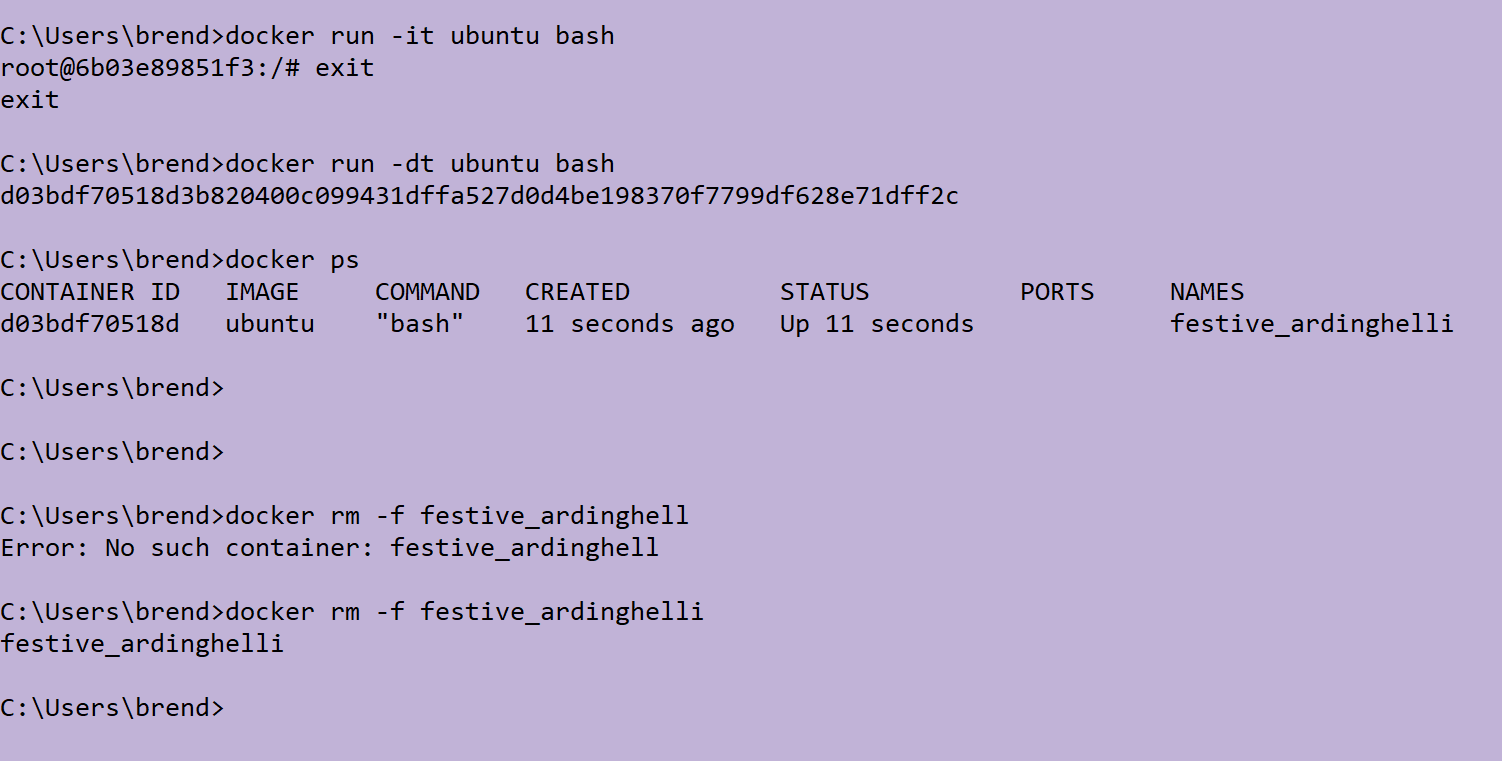 C:\Users\brend>docker run -it ubuntu bash
root@6b03e89851f3:/# exit
exit
C:\Users\brend>docker run -dt ubuntu bash
d03bdf70518d3b820400c099431dffa527d0d4be198370f7799df628e71dff2c
C:\Users\brend>docker ps
CONTAINER ID   IMAGE     COMMAND   CREATED          STATUS          PORTS     NAMES
d03bdf70518d   ubuntu    "bash"    11 seconds ago   Up 11 seconds             festive_ardinghelli
C:\Users\brend>
C:\Users\brend>
C:\Users\brend>docker rm -f festive_ardinghell
Error: No such container: festive_ardinghell
C:\Users\brend>docker rm -f festive_ardinghelli
festive_ardinghelli
C:\Users\brend>